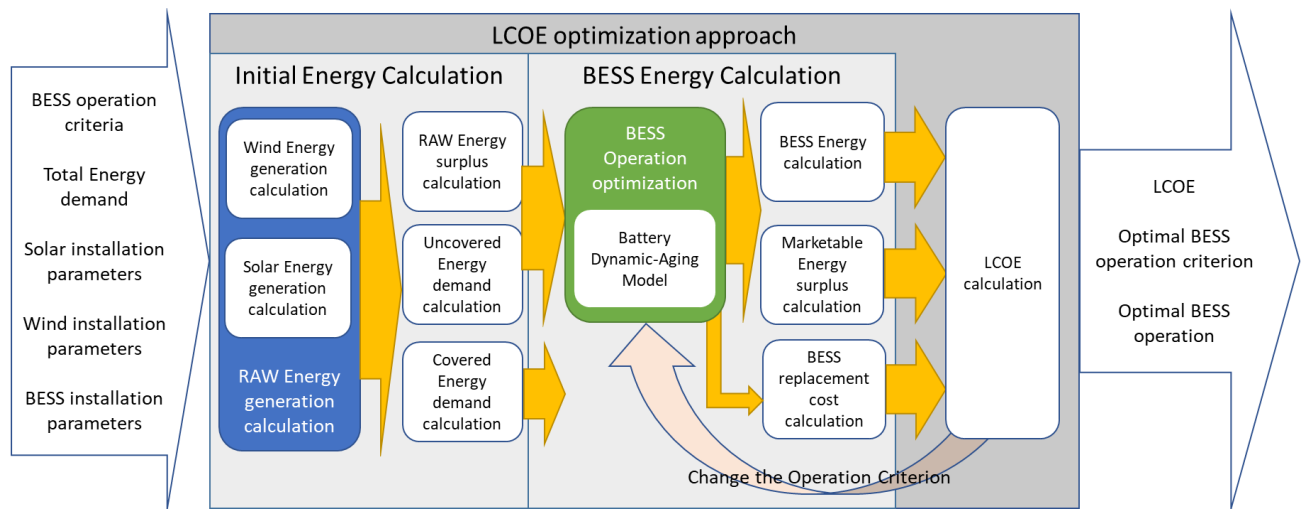 LCOE optimization approach
BESS operation
criteria
Total Energy
demand
Solar installation
parameters
Wind installation
parameters
BESS installation
parameters
Initial Energy Calculation
Wind Energy
generation
calculation
Solar Energy
generation
calculation
RAW Energy
generation
calculation
RAW Energy
surplus
calculation
Uncovered
Energy
demand
calculation
Covered
Energy
demand
calculation
BESS Energy Calculation
BESS
Operation
optimization
Battery
Dynamic-Aging
Model
BESS Energy
calculation
Marketable
Energy
surplus
calculation
BESS
replacement
cost
calculation
Change the Operation Criterion
LCOE
calculation
LCOE
Optimal BESS
operation criterion
Optimal BESS
operation